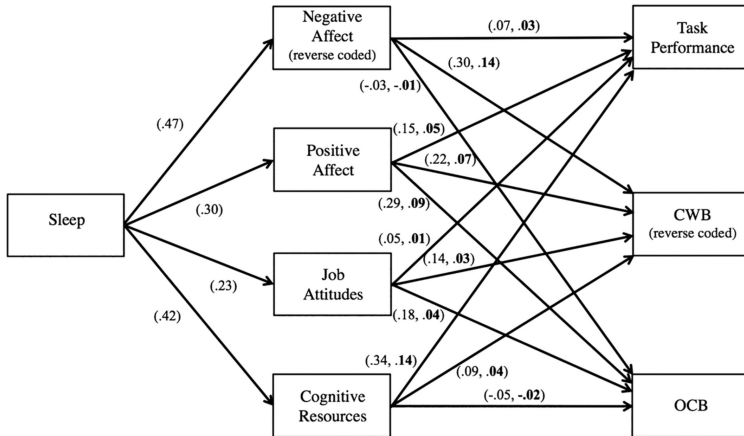 Negative
Affect
(reverse coded)
(.07, .03)
Task
Performance
(.30, .14)
(-.03, -.01)
(.47)
(.15, .05)
Positive
Affect
(.22, .07)
(.30)
(.29, .09)
Sleep
CWB
(reverse coded)
(.05, .01)
(.14, .03)
(.23)
Job
Attitudes
(.42)
(.18, .04)
(.34, .14)
(.09, .04)
(-.05, -.02)
Cognitive
Resources
OCB